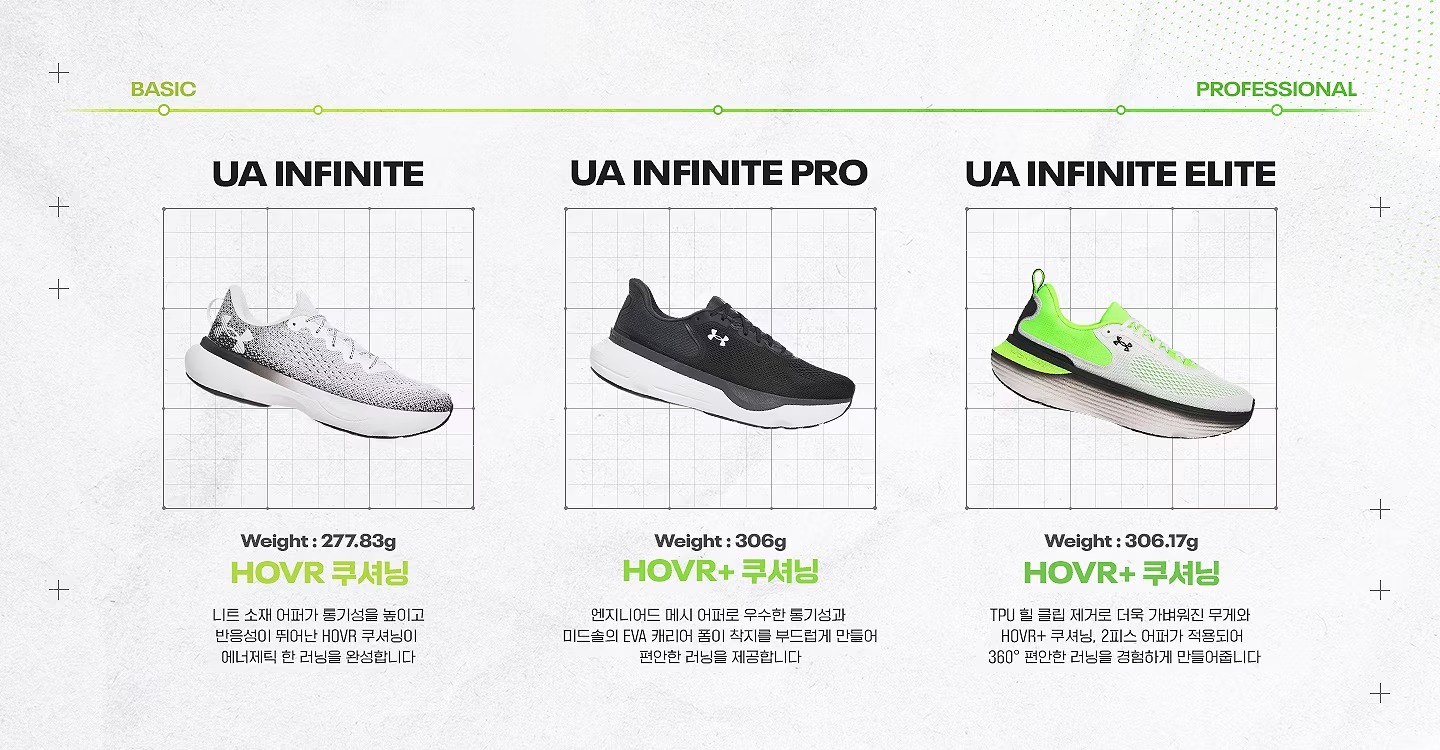 BASIC
PROFESSIONAL
UA INFINITE
UA INFINITE PRO
UA INFINITE ELITE
Weight : 277.83g
HOVR 쿠셔닝
니트 소재 어퍼가 통기성을 높이고
반응성이 뛰어난 HOVR 쿠셔닝이
에너제틱 한 러닝을 완성합니다
Weight : 306g
HOVR+ 쿠셔닝
엔지니어드 메시 어퍼로 우수한 통기성과
미드솔의 EVA 캐리어 폼이 착지를 부드럽게 만들어
편안한 러닝을 제공합니다
Weight : 306.17g
HOVR+ 쿠셔닝
TPU 힐 클립 제거로 더욱 가벼워진 무게와
HOVR+ 쿠셔닝, 2피스 어퍼가 적용되어
360° 편안한 러닝을 경험하게 만들어줍니다